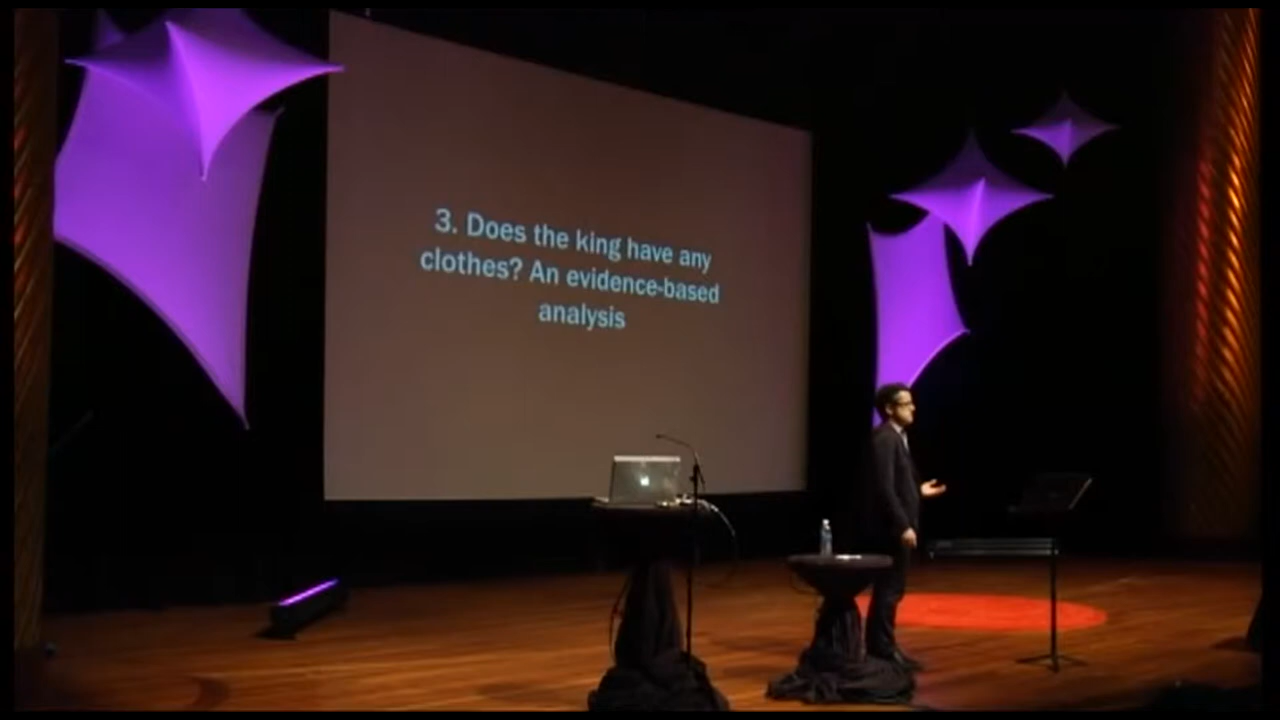 3. Does the king have any
clothes? An evidence-based
analysis